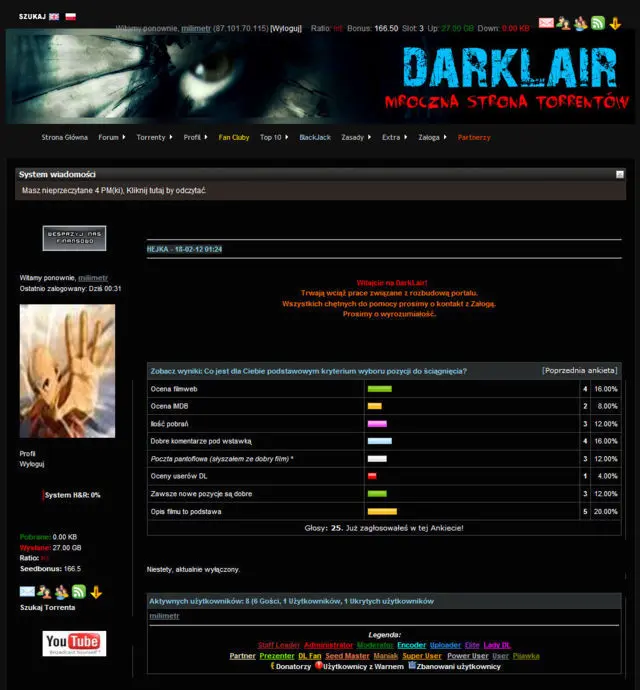 SZUKAJ
Witamy ponownie, milimetr (87.101.70.115) [Wyloguj] Ratio: Inf. Bonus: 166.50 Slot: 3 Up: 27.00 GB Down: 0.00 KB
DARKLAIR
MROCZNA STRONA TORRENTÓW
Strona Główna Forum Torrenty Profil Fan Cluby Top 10 BlackJack Zasady Extra Załoga Partnerzy
System wiadomości
Masz nieprzeczytane 4 PM(ki), Kliknij tutaj by odczytać.
WESPRZYJ NAS
FINANSOWO
HEJKA - 18-02-12 01:24
Witamy ponownie, milimetr
Ostatnio zalogowany: Dziś 00:31
Witajcie na DarkLair!
Trwają wciąż prace związane z rozbudową portalu.
Wszystkich chętnych do pomocy prosimy o kontakt z Załogą.
Prosimy o wyrozumiałość.
Zobacz wyniki: Co jest dla Ciebie podstawowym kryterium wyboru pozycji do ściągnięcia? [Poprzednia ankieta]
Ocena filmweb 4 16.00%
Ocena IMDB 2 8.00%
Ilość pobrań 3 12.00%
Dobre komentarze pod wstawką 4 16.00%
Poczta pantoflowa (słyszałem ze dobry film) * 3 12.00%
Oceny userów DL 1 4.00%
Zawsze nowe pozycje są dobre 3 12.00%
Opis filmu to podstawa 5 20.00%
Głosy: 25. Już zagłosowałeś w tej Ankiecie!
Profil
Wyloguj
System H&R: 0%
Pobrane: 0.00 KB
Wysłane: 27.00 GB
Ratio: Inf.
Seedbonus: 166.5
Szukaj Torrenta
YouTube
Broadcast Yourself
Niestety, aktualnie wyłączony.
Aktywnych użytkowników: 8 (6 Gości, 1 Użytkowników, 1 Ukrytych użytkowników
milimetr
Legenda:
Staff Leader Administrator Moderator Encoder Uploader Elite Lady DL
Partner Prezenter DL Fan Seed Master Maniak Super User Power User User Pijawka
Donatorzy Użytkownicy z Warnem Zbanowani użytkownicy